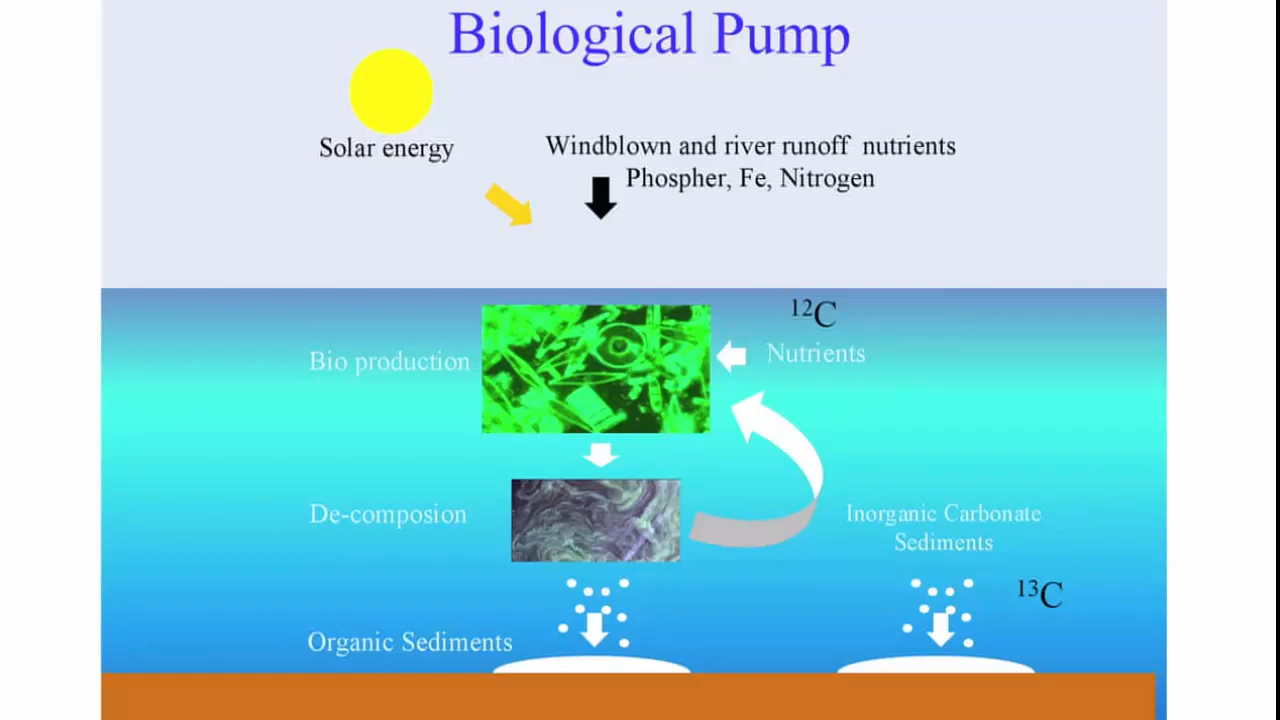 Biological Pump
Solar energy
Windblown and river runoff nutrients
Phospher, Fe, Nitrogen
¹²C
Nutrients
Bio production
De-composion
Inorganic Carbonate
Sediments
¹³C
Organic Sediments